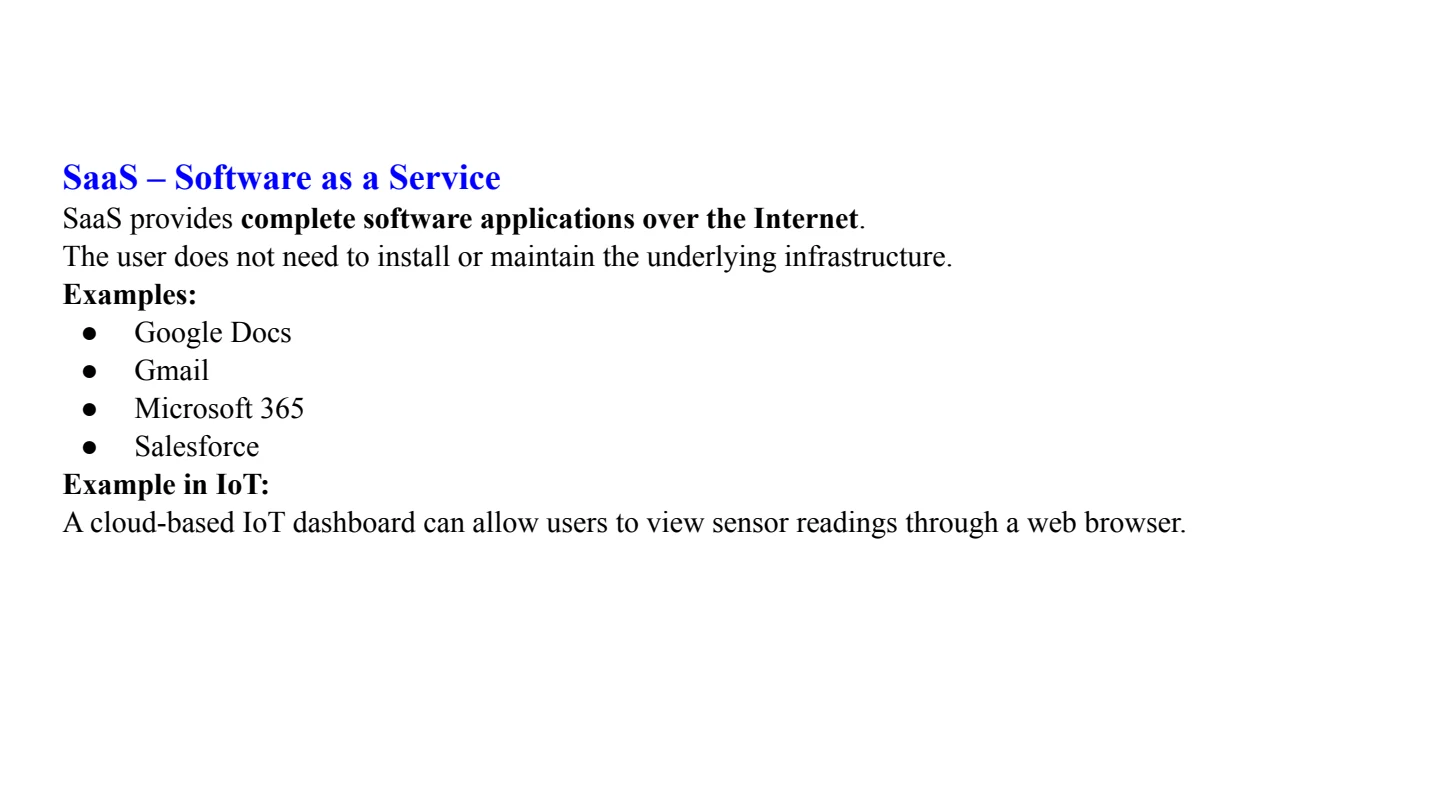 SaaS – Software as a Service
SaaS provides complete software applications over the Internet.
The user does not need to install or maintain the underlying infrastructure.
Examples:
● Google Docs
● Gmail
● Microsoft 365
● Salesforce
Example in IoT:
A cloud-based IoT dashboard can allow users to view sensor readings through a web browser.